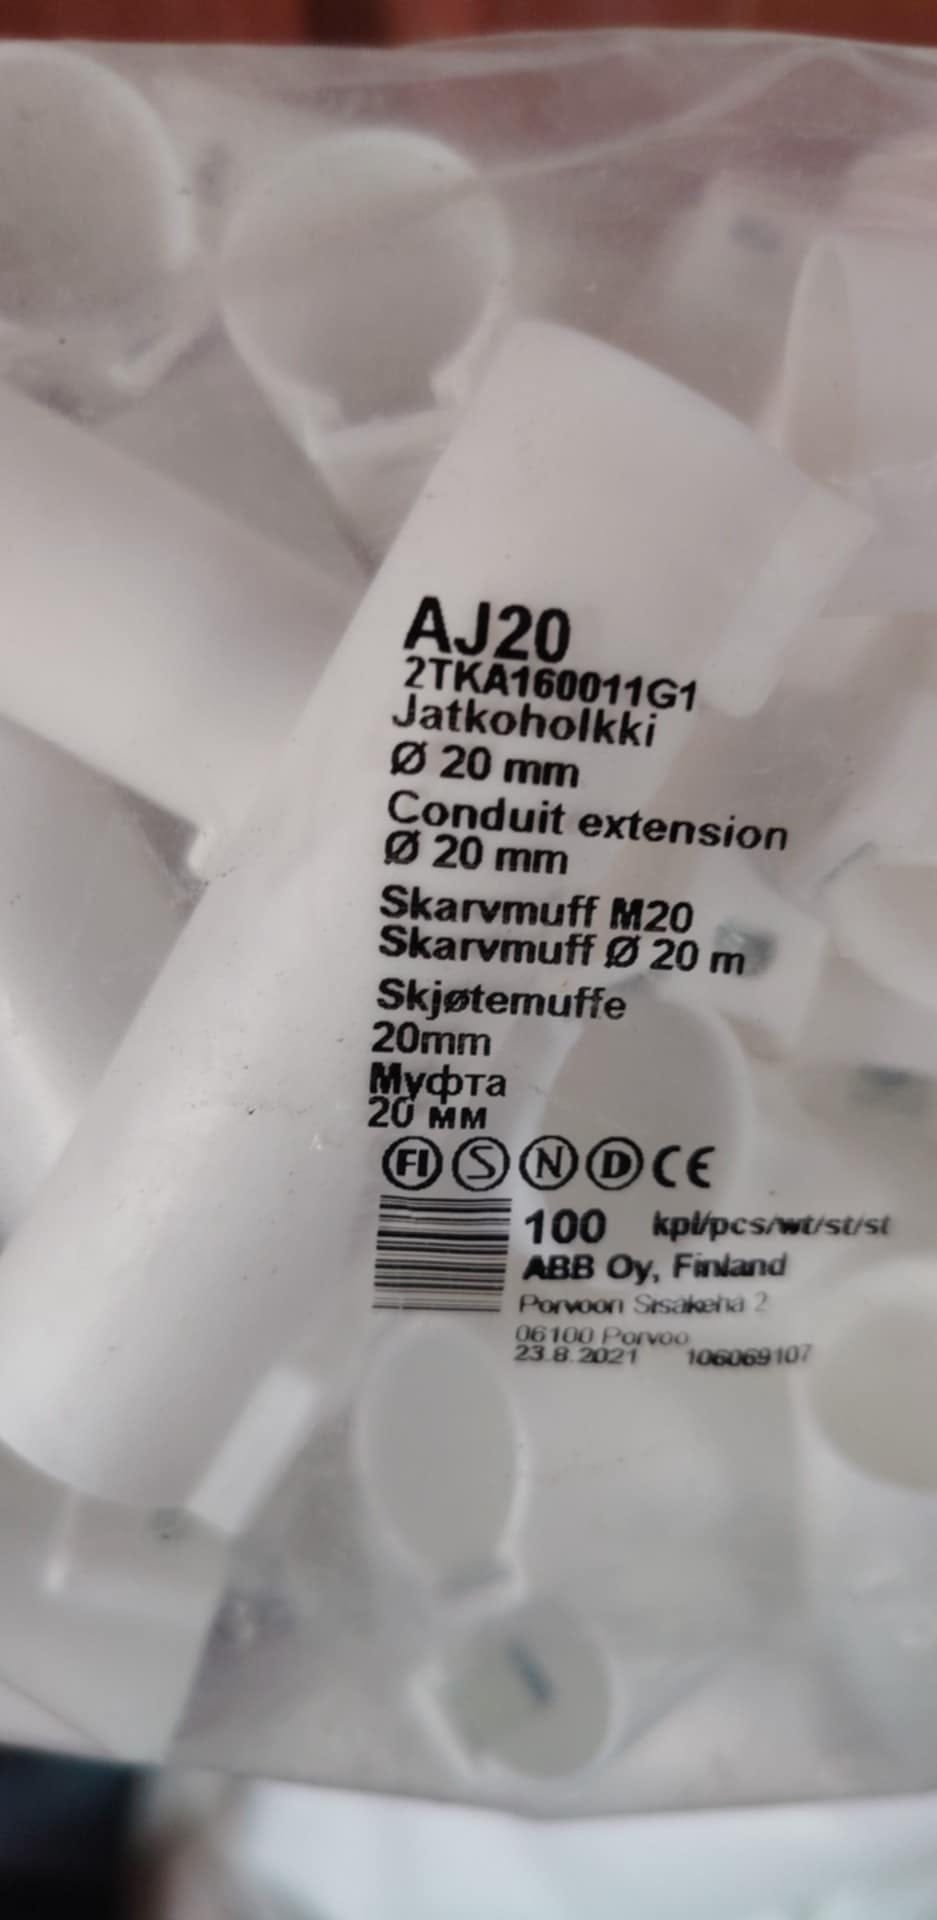 AJ20
2TKA160011G1
Jatkoholkki
Ø 20 mm
Conduit extension
Ø 20 mm
Skarvmuff M20
Skarvmuff Ø 20 m
Skjøtemuffe
20mm
Муфта
20 мм
FI S N D CE
100 kpl/pcs/wt/st/st
ABB Oy, Finland
Porvoon Sisäkehä 2
06100 Porvoo
23.8.2021 106069107